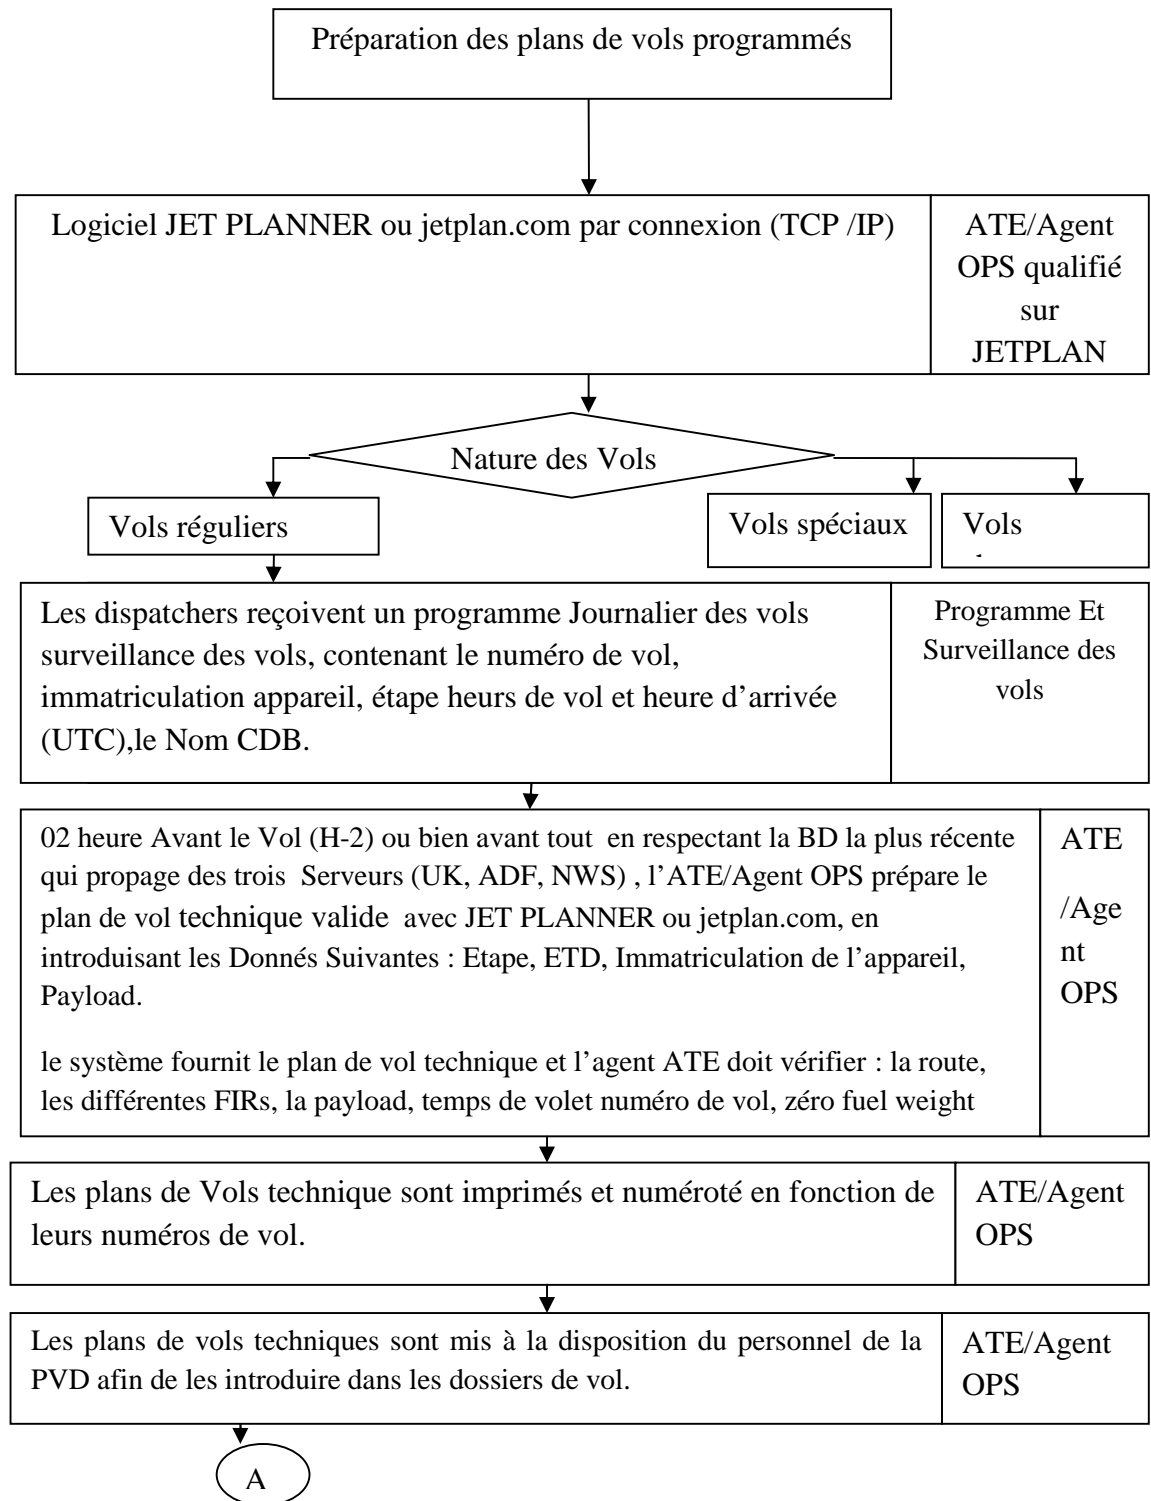 Préparation des plans de vols programmés
Logiciel JET PLANNER ou jetplan.com par connexion (TCP /IP)
ATE/Agent
OPS qualifié
sur
JETPLAN
Nature des Vols
Vols réguliers
Vols spéciaux
Vols
Les dispatchers reçoivent un programme Journalier des vols
surveillance des vols, contenant le numéro de vol,
immatriculation appareil, étape heurs de vol et heure d’arrivée
(UTC),le Nom CDB.
Programme Et
Surveillance des
vols
02 heure Avant le Vol (H-2) ou bien avant tout en respectant la BD la plus récente
qui propage des trois Serveurs (UK, ADF, NWS) , l’ATE/Agent OPS prépare le
plan de vol technique valide avec JET PLANNER ou jetplan.com, en
introduisant les Donnés Suivantes : Etape, ETD, Immatriculation de l’appareil,
Payload.
le système fournit le plan de vol technique et l’agent ATE doit vérifier : la route,
les différentes FIRs, la payload, temps de volet numéro de vol, zéro fuel weight
ATE
/Age
nt
OPS
Les plans de Vols technique sont imprimés et numéroté en fonction de
leurs numéros de vol.
ATE/Agent
OPS
Les plans de vols techniques sont mis à la disposition du personnel de la
PVD afin de les introduire dans les dossiers de vol.
ATE/Agent
OPS
A